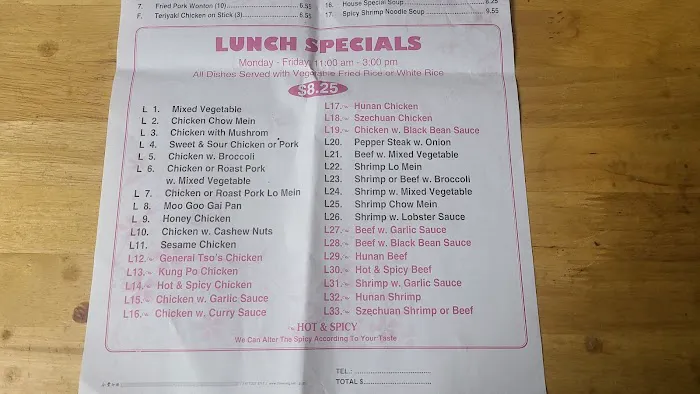 7. Fried Pork Wonton (10) 6.55
F. Teriyaki Chicken on Stick (3) 6.55
16. House Special Soup 8.25
17. Spicy Shrimp Noodle Soup 9.55
LUNCH SPECIALS
Monday - Friday 11:00 am - 3:00 pm
All Dishes Served with Vegetable Fried Rice or White Rice
$8.25
L 1. Mixed Vegetable
L 2. Chicken Chow Mein
L 3. Chicken with Mushrom
L 4. Sweet & Sour Chicken or Pork
L 5. Chicken w. Broccoli
L 6. Chicken or Roast Pork
w. Mixed Vegetable
L 7. Chicken or Roast Pork Lo Mein
L 8. Moo Goo Gai Pan
L 9. Honey Chicken
L10. Chicken w. Cashew Nuts
L11. Sesame Chicken
L12. General Tso's Chicken
L13. Kung Po Chicken
L14. Hot & Spicy Chicken
L15. Chicken w. Garlic Sauce
L16. Chicken w. Curry Sauce
L17. Hunan Chicken
L18. Szechuan Chicken
L19. Chicken w. Black Bean Sauce
L20. Pepper Steak w. Onion
L21. Beef w. Mixed Vegetable
L22. Shrimp Lo Mein
L23. Shrimp or Beef w. Broccoli
L24. Shrimp w. Mixed Vegetable
L25. Shrimp Chow Mein
L26. Shrimp w. Lobster Sauce
L27. Beef w. Garlic Sauce
L28. Beef w. Black Bean Sauce
L29. Hunan Beef
L30. Hot & Spicy Beef
L31. Shrimp w. Garlic Sauce
L32. Hunan Shrimp
L33. Szechuan Shrimp or Beef
HOT & SPICY
We Can Alter The Spicy According To Your Taste
TEL.:
TOTAL $